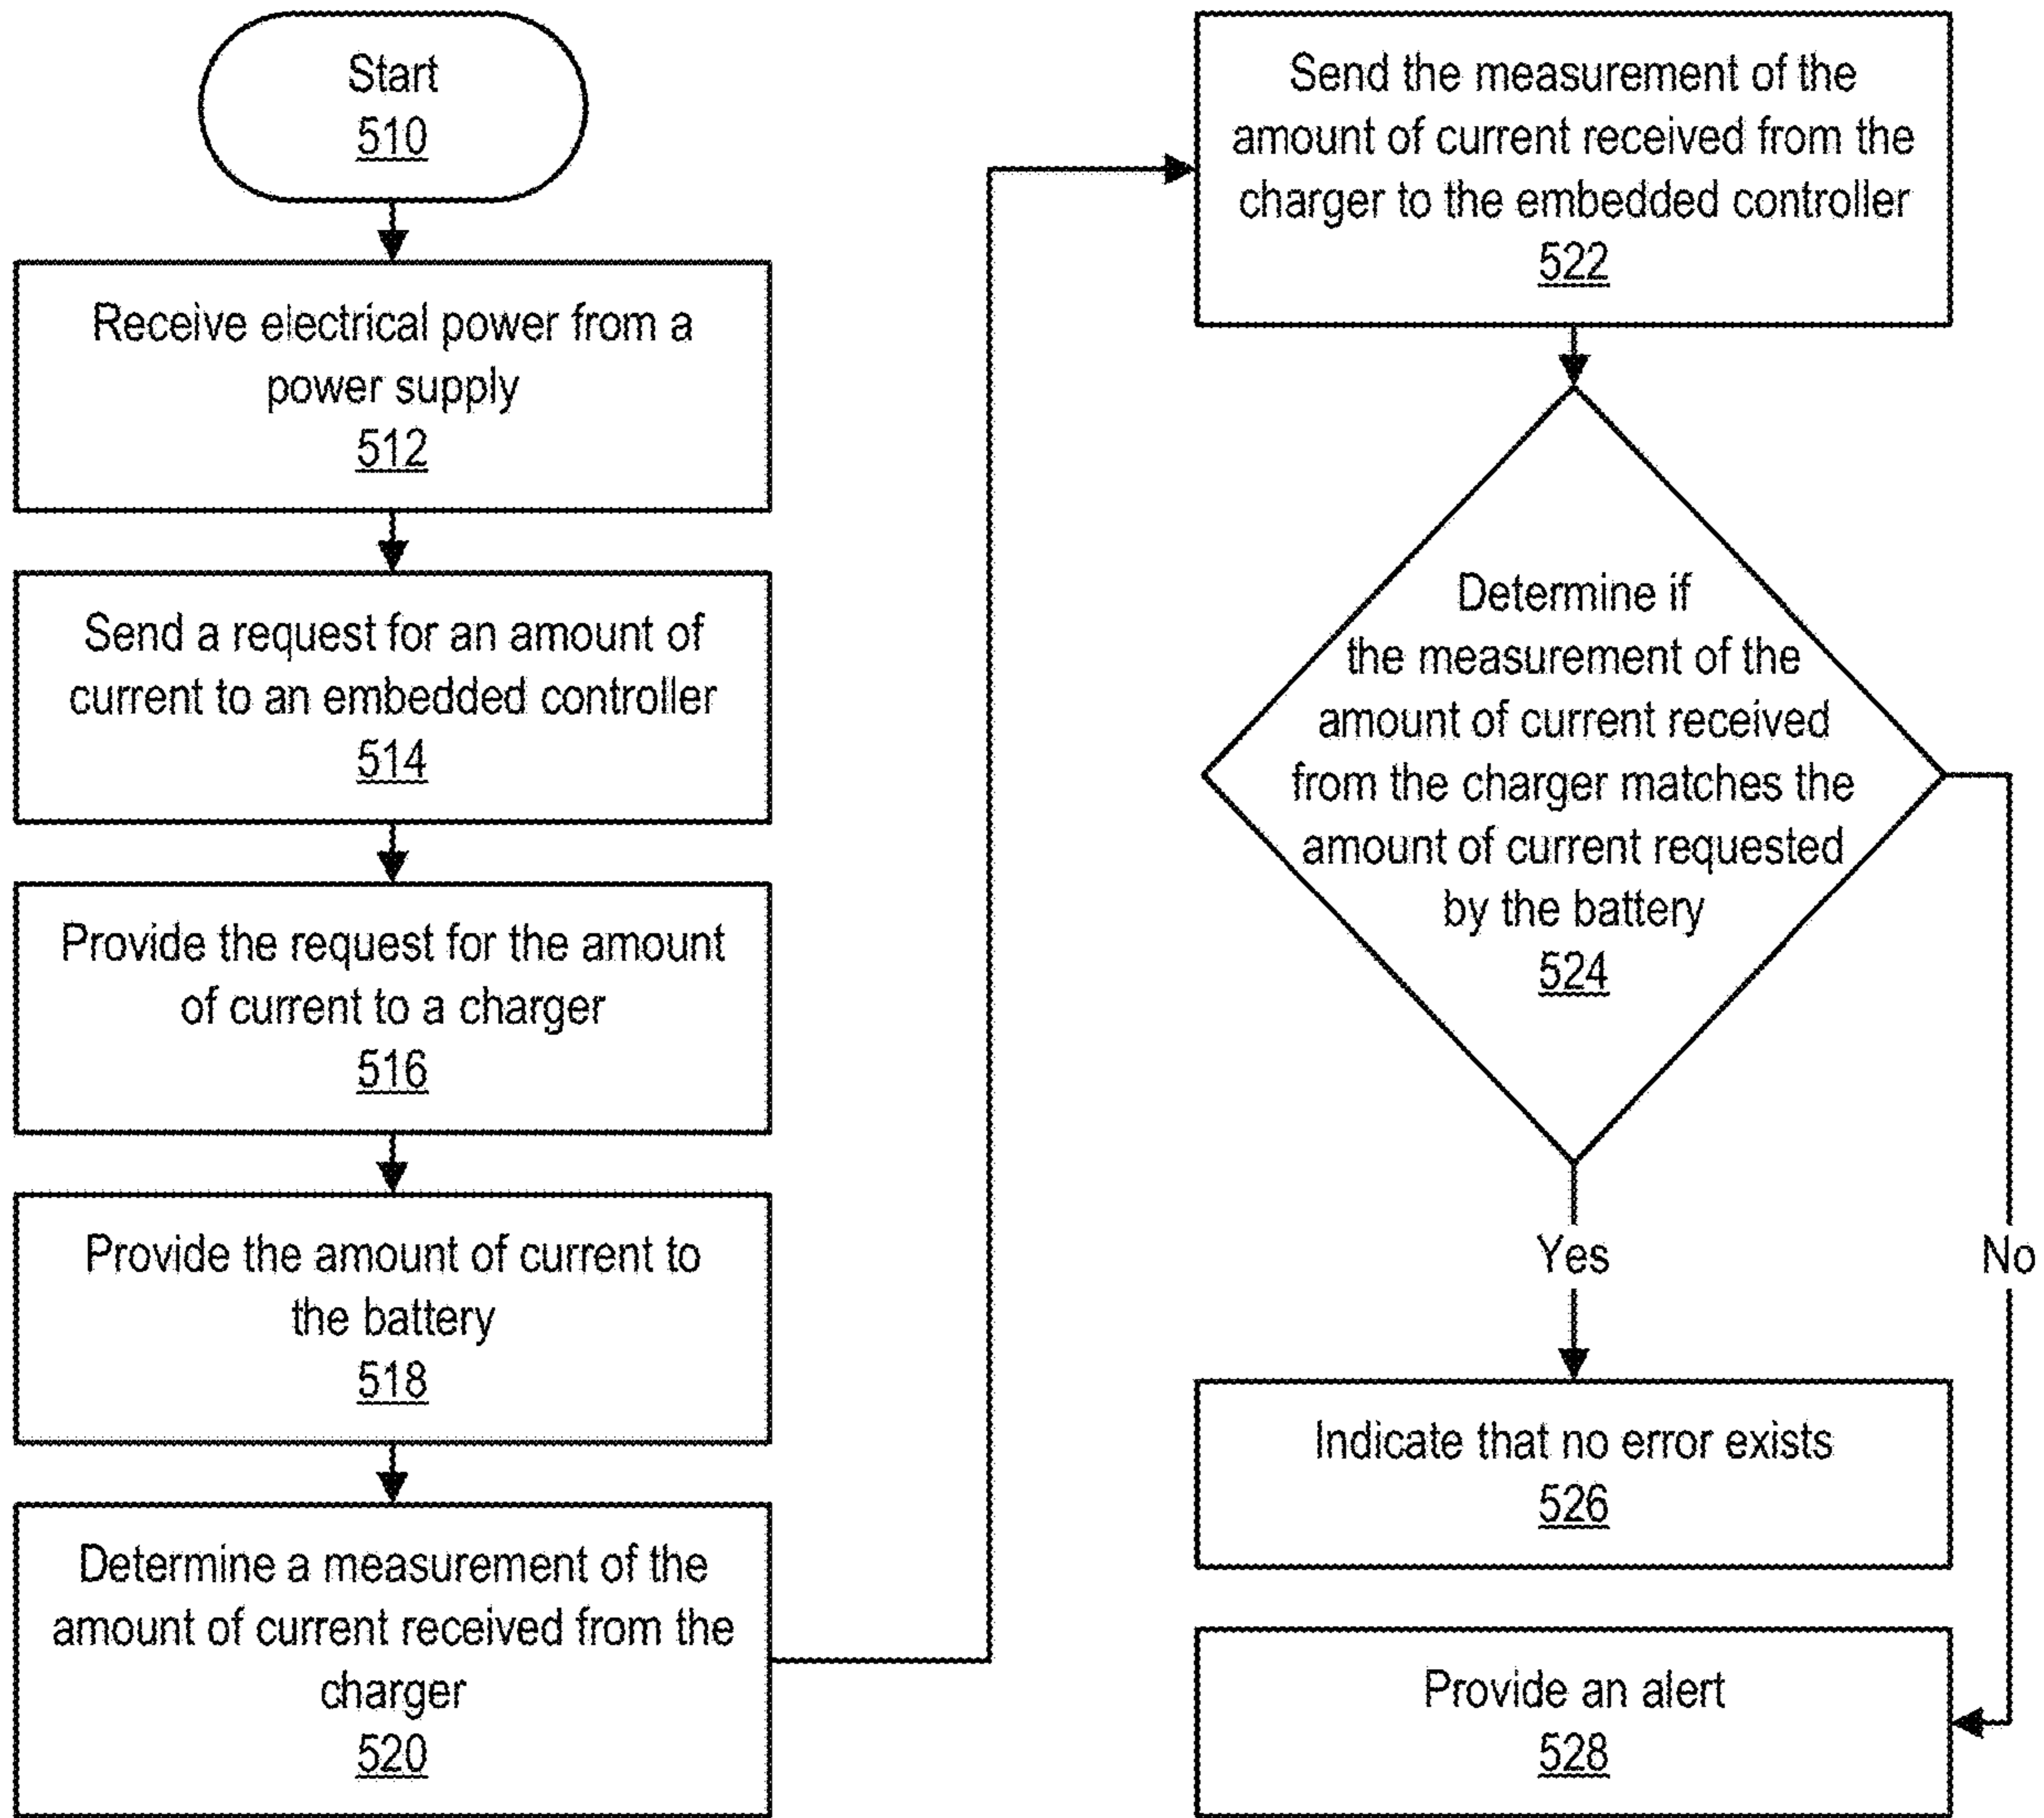 Start
510
Receive electrical power from a
power supply
512
Send a request for an amount of
current to an embedded controller
514
Provide the request for the amount
of current to a charger
516
Provide the amount of current to
the battery
518
Determine a measurement of the
amount of current received from the
charger
520
Send the measurement of the
amount of current received from the
charger to the embedded controller
522
Determine if
the measurement of the
amount of current received
from the charger matches the
amount of current requested
by the battery
524
Yes
No
Indicate that no error exists
526
Provide an alert
528